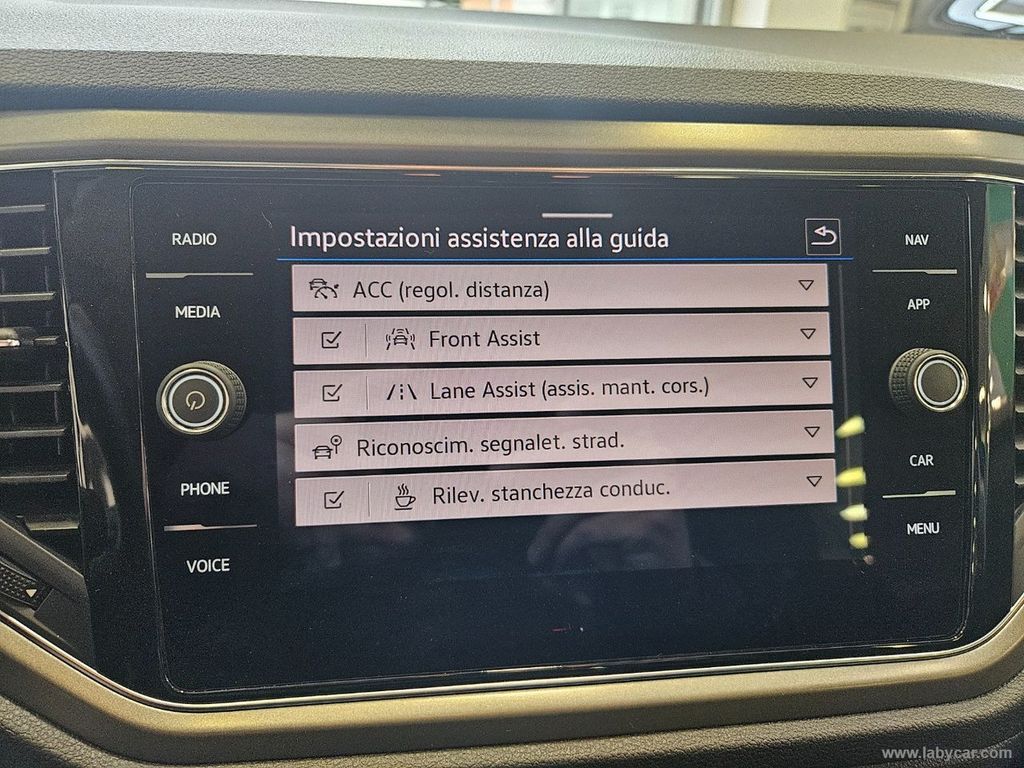 RADIO
MEDIA
PHONE
VOICE
Impostazioni assistenza alla guida
ACC (regol. distanza)
Front Assist
Lane Assist (assis. mant. cors.)
Riconoscim. segnalet. strad.
Rilev. stanchezza conduc.
NAV
APP
CAR
MENU
www.labycar.com